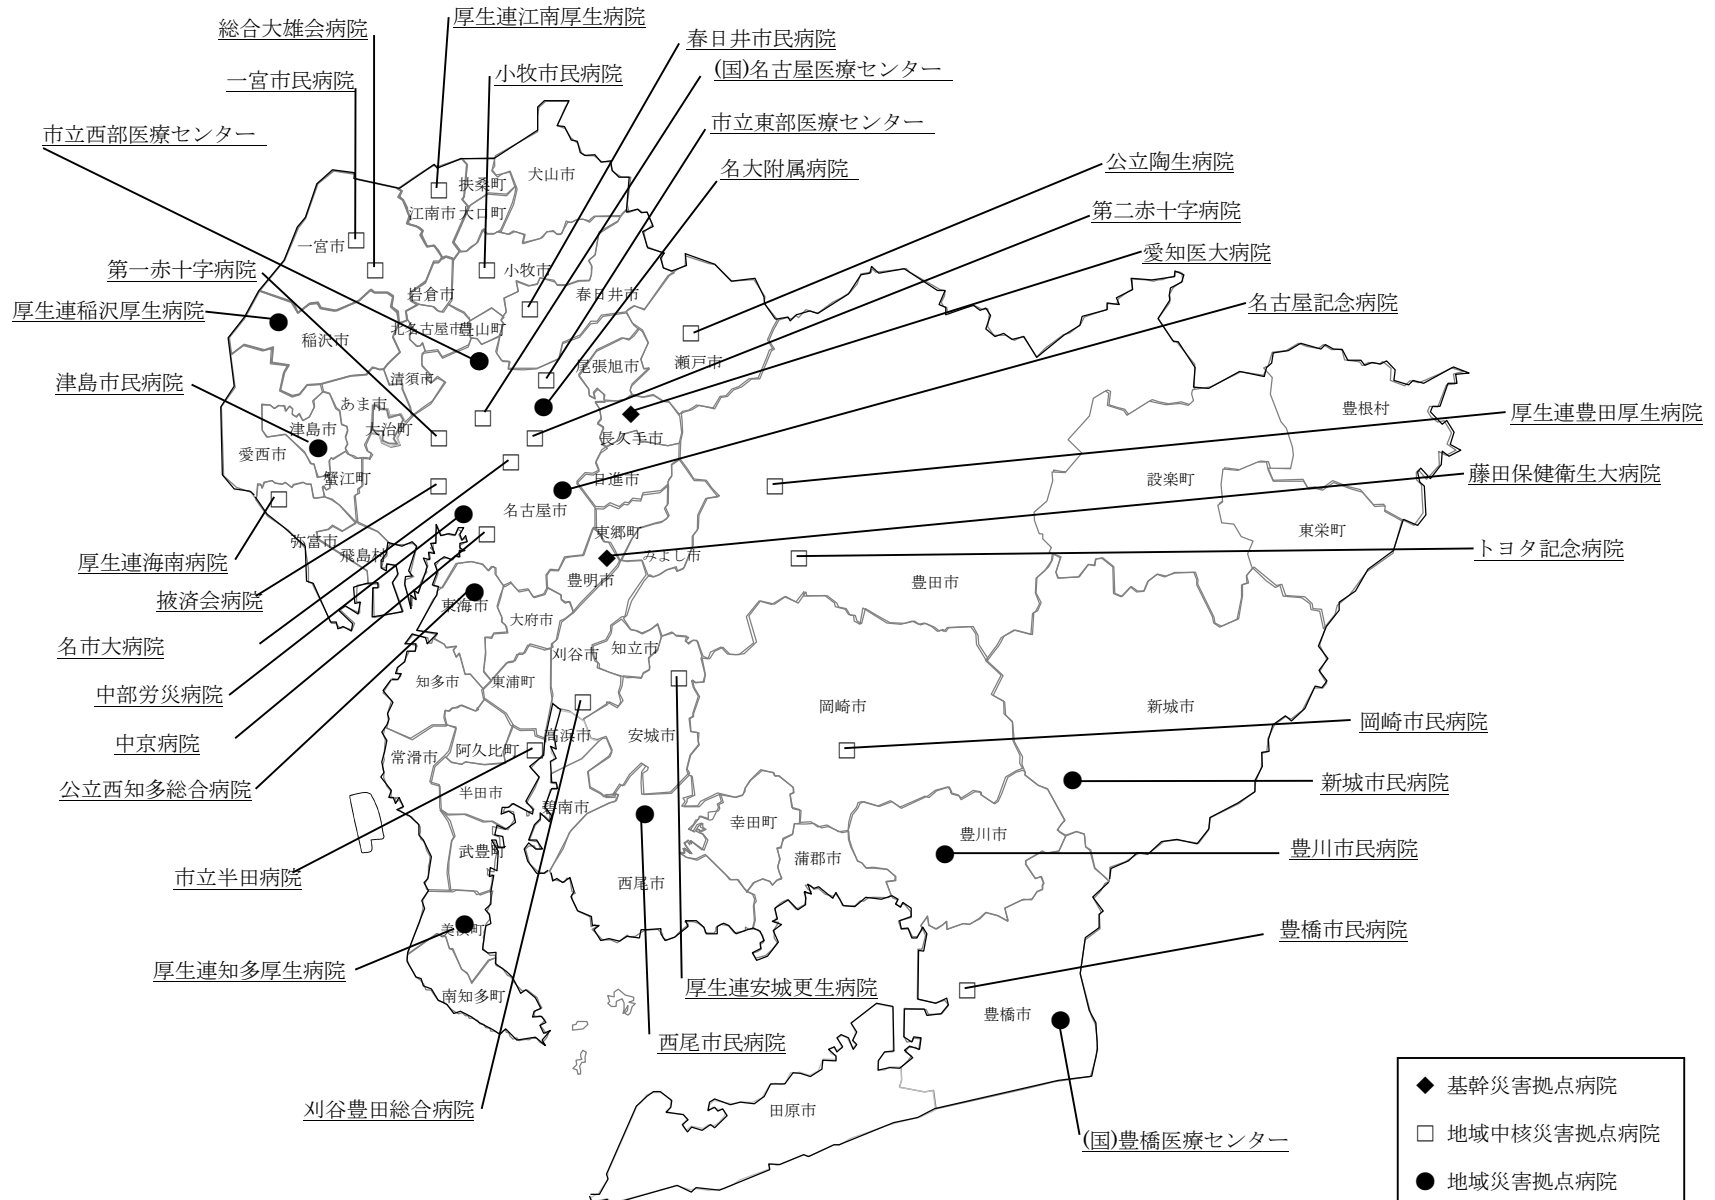 厚生連江南厚生病院
総合大雄会病院
春日井市民病院
(国)名古屋医療センター
一宮市民病院
小牧市民病院
市立西部医療センター
市立東部医療センター
名大附属病院
公立陶生病院
第二赤十字病院
愛知医大病院
第一赤十字病院
厚生連稲沢厚生病院
名古屋記念病院
津島市民病院
厚生連豊田厚生病院
藤田保健衛生大病院
厚生連海南病院
トヨタ記念病院
掖済会病院
名市大病院
中部労災病院
中京病院
公立西知多総合病院
岡崎市民病院
新城市民病院
市立半田病院
豊川市民病院
豊橋市民病院
厚生連知多厚生病院
厚生連安城更生病院
西尾市民病院
刈谷豊田総合病院
(国)豊橋医療センター
犬山市
扶桑町
江南市
大口町
一宮市
小牧市
岩倉市
春日井市
北名古屋市
豊山町
稲沢市
尾張旭市
瀬戸市
清須市
あま市
大治町
津島市
長久手市
愛西市
蟹江町
日進市
名古屋市
東郷町
弥富市
飛島村
みよし市
豊明市
豊田市
設楽町
豊根村
東栄町
東海市
大府市
刈谷市
知立市
知多市
東浦町
岡崎市
新城市
高浜市
安城市
常滑市
阿久比町
半田市
碧南市
幸田町
豊川市
武豊町
蒲郡市
西尾市
美浜町
南知多町
豊橋市
田原市
基幹災害拠点病院
地域中核災害拠点病院
地域災害拠点病院